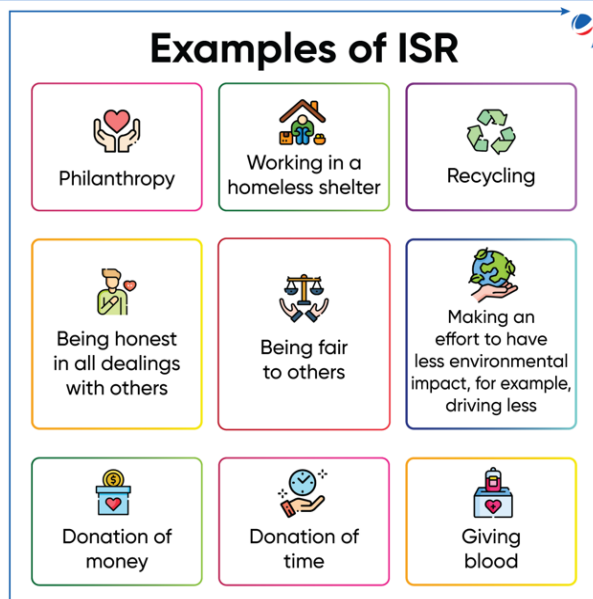 Examples of ISR
Philanthropy
Working in a
homeless shelter
Recycling
Being honest
in all dealings
with others
Being fair
to others
Making an
effort to have
less environmental
impact, for example,
driving less
$
Donation of
money
Donation of
time
Giving
blood